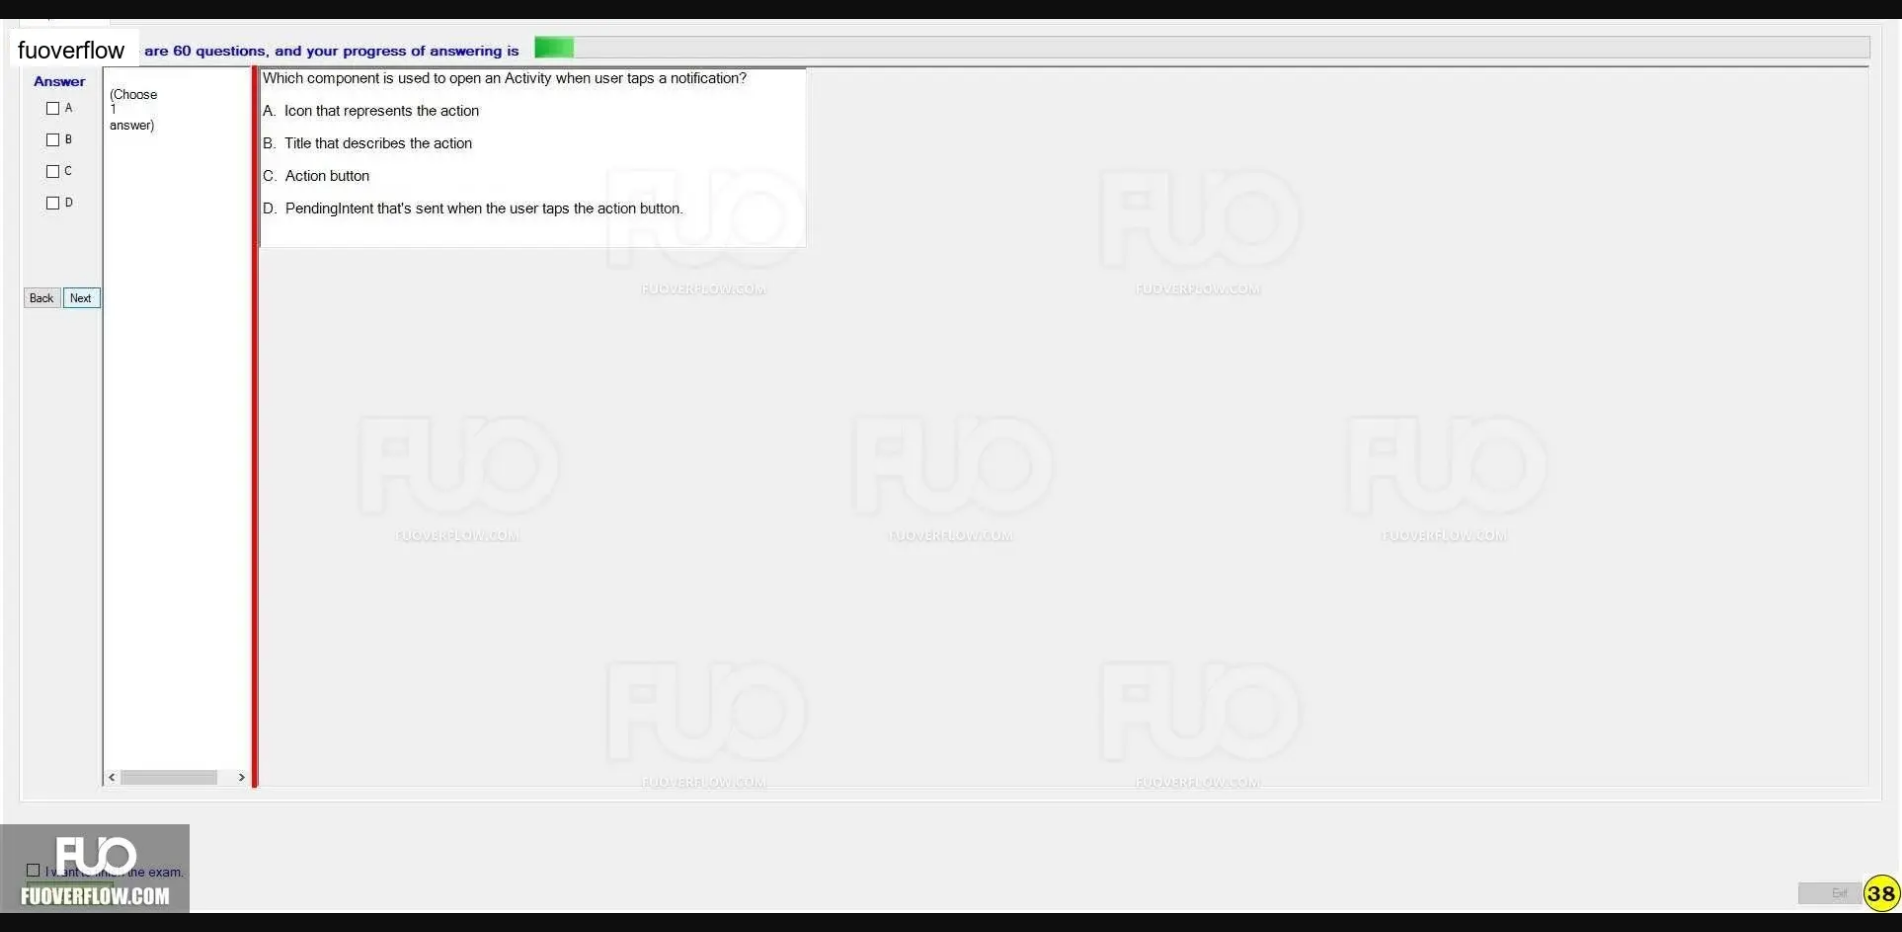 fuoverflow are 60 questions, and your progress of answering is
Answer
A
B
C
D
Back Next
(Choose
1
answer)
Which component is used to open an Activity when user taps a notification?
A. Icon that represents the action
B. Title that describes the action
C. Action button
D. PendingIntent that's sent when the user taps the action button.
FUO
FUOVERFLOW.COM
FUO
FUOVERFLOW.COM
FUO
FUOVERFLOW.COM
FUO
FUOVERFLOW.COM
FUO
FUOVERFLOW.COM
FUO
FUOVERFLOW.COM
FUO
FUOVERFLOW.COM
FUO
I want the exam.
FUOVERFLOW.COM
Exit
38